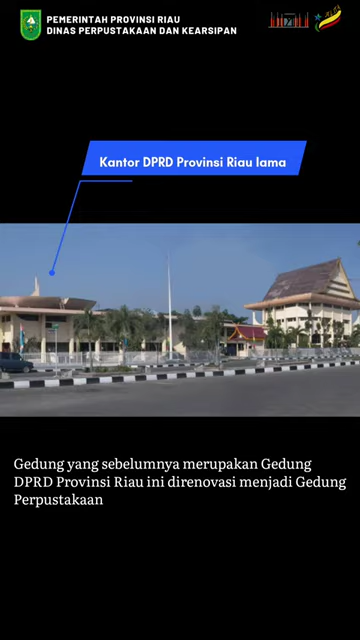 PEMERINTAH PROVINSI RIAU
DINAS PERPUSTAKAAN DAN KEARSIPAN
Kantor DPRD Provinsi Riau lama
Gedung yang sebelumnya merupakan Gedung
DPRD Provinsi Riau ini direnovasi menjadi Gedung
Perpustakaan